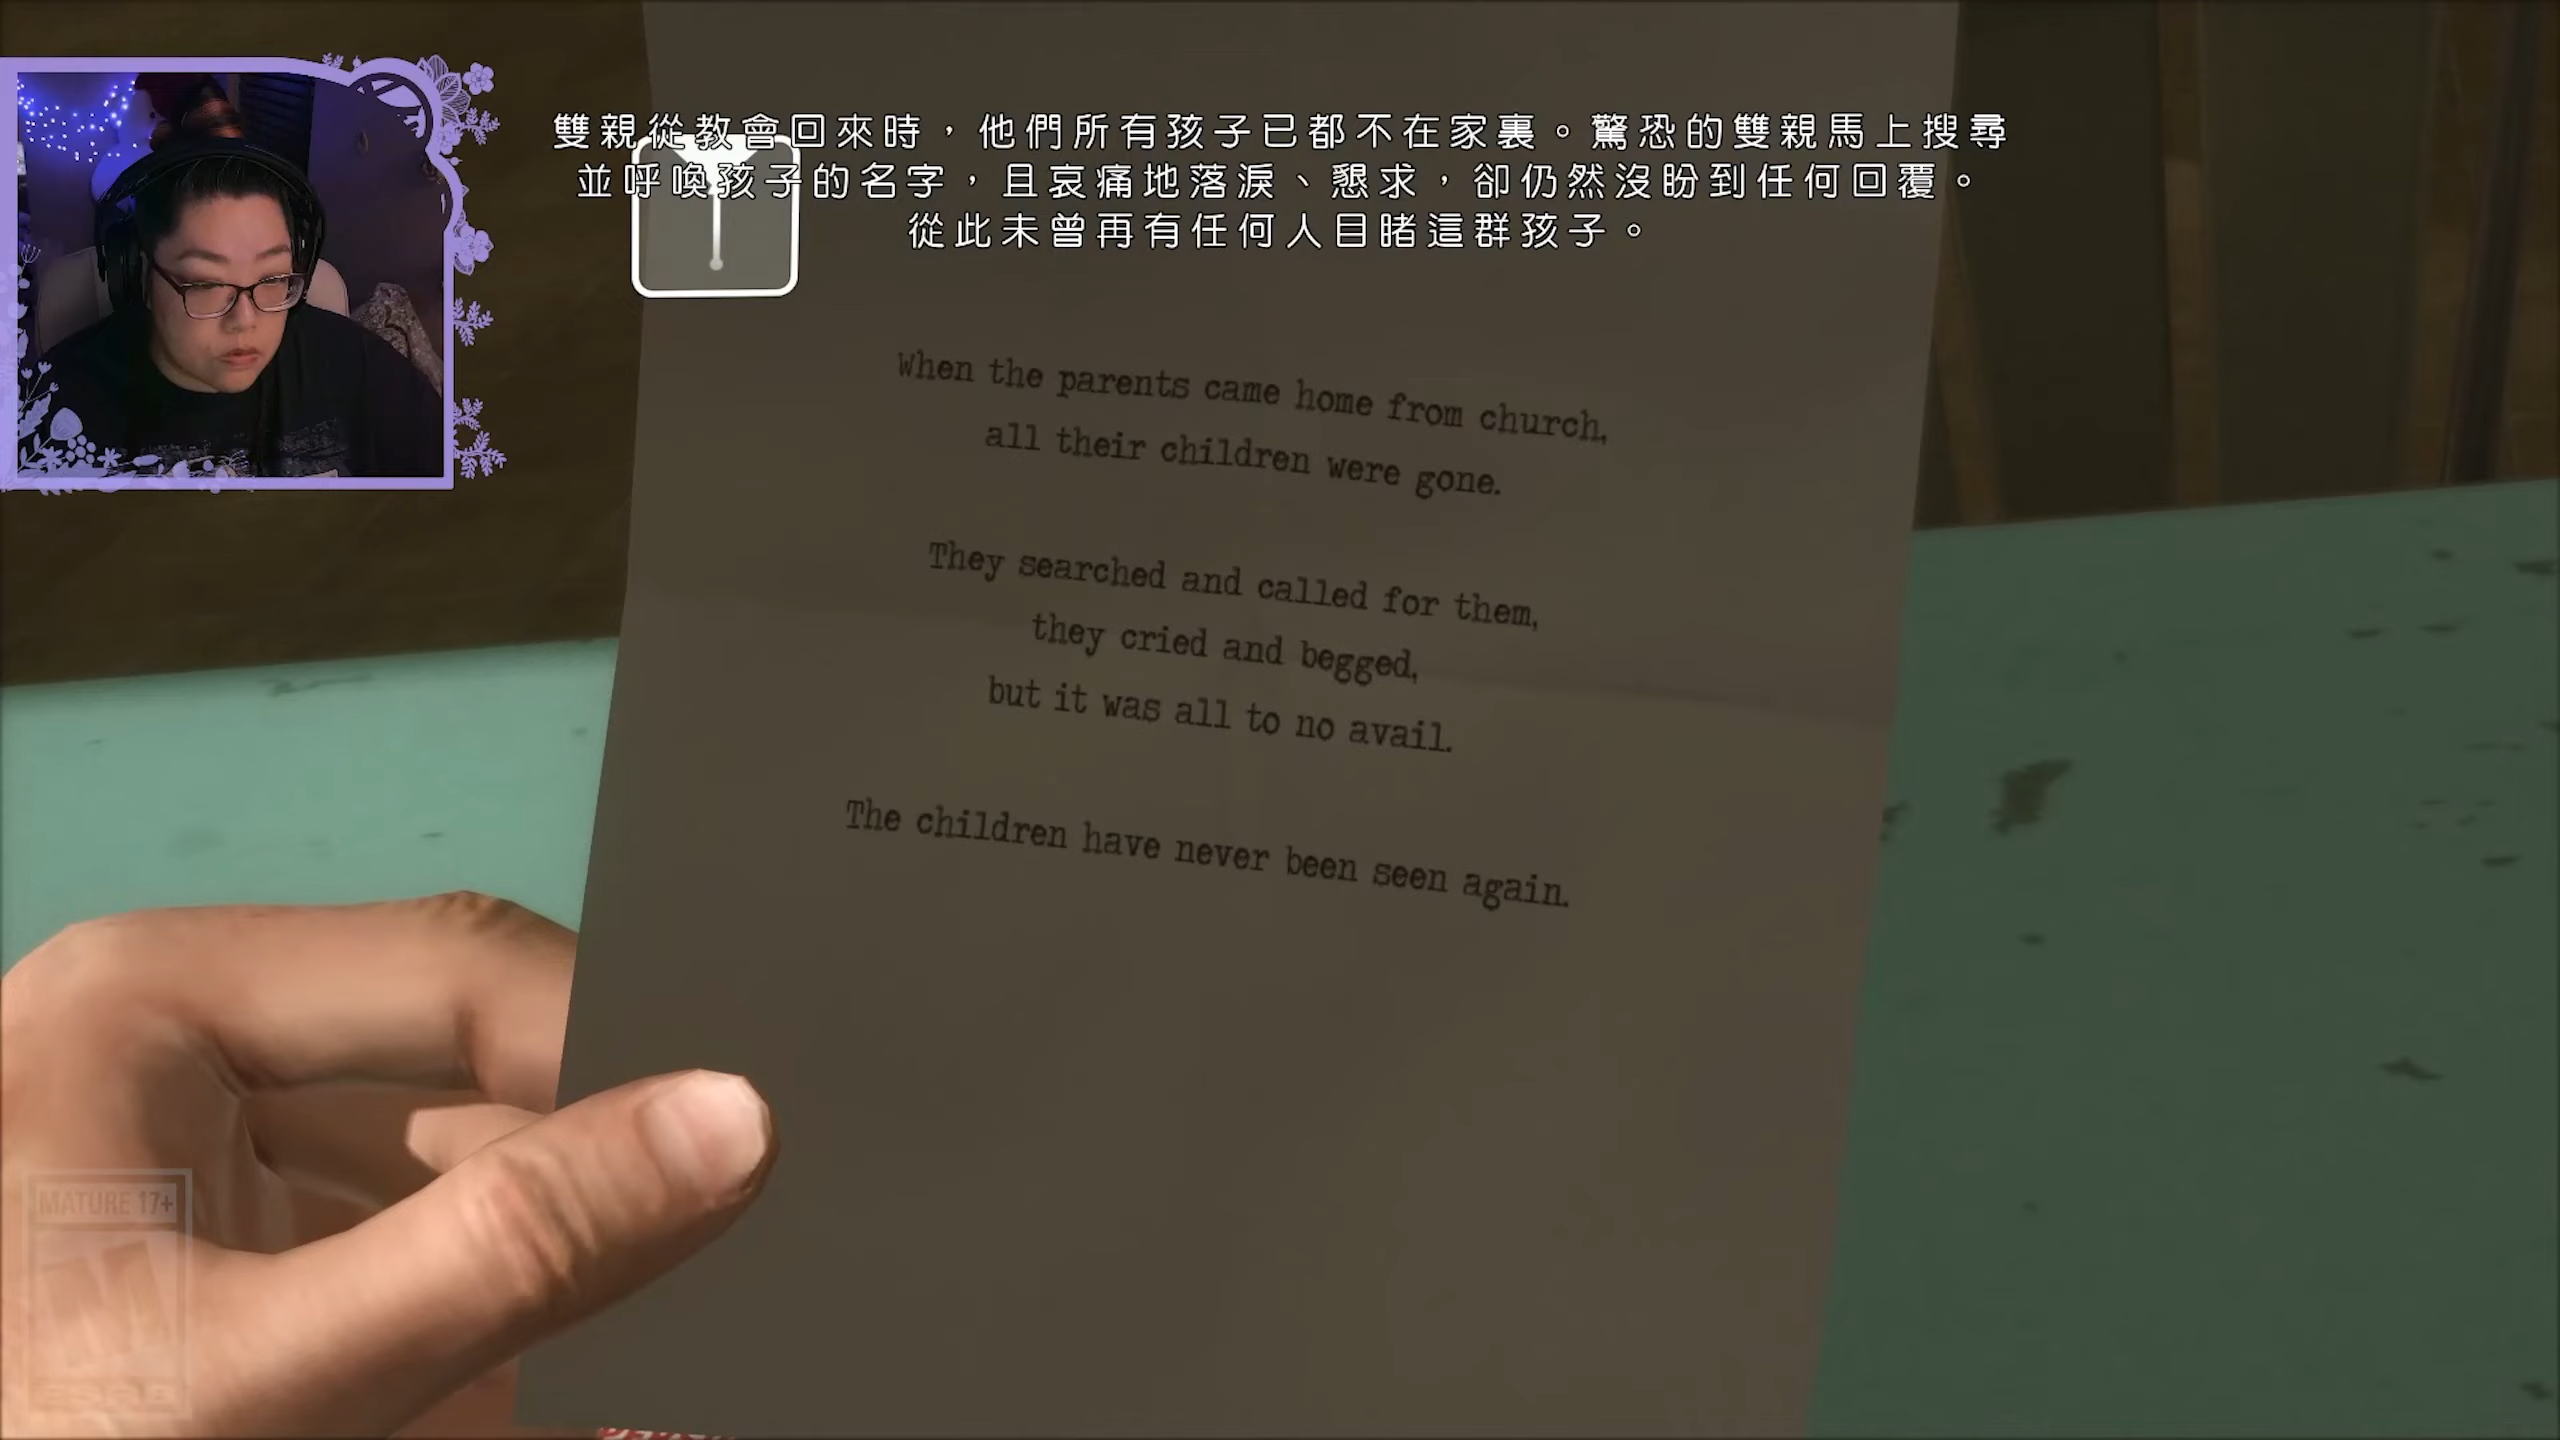 雙親從教會回來時，他們所有孩子已都不在家裏。驚恐的雙親馬上搜尋
並呼喚孩子的名字，且哀痛地落淚、懇求，卻仍然沒盼到任何回覆。
從此未曾再有任何人目睹這群孩子。
When the parents came home from church,
all their children were gone.
They searched and called for them,
they cried and begged,
but it was all to no avail.
The children have never been seen again.
MATURE 17+
M
ESRB